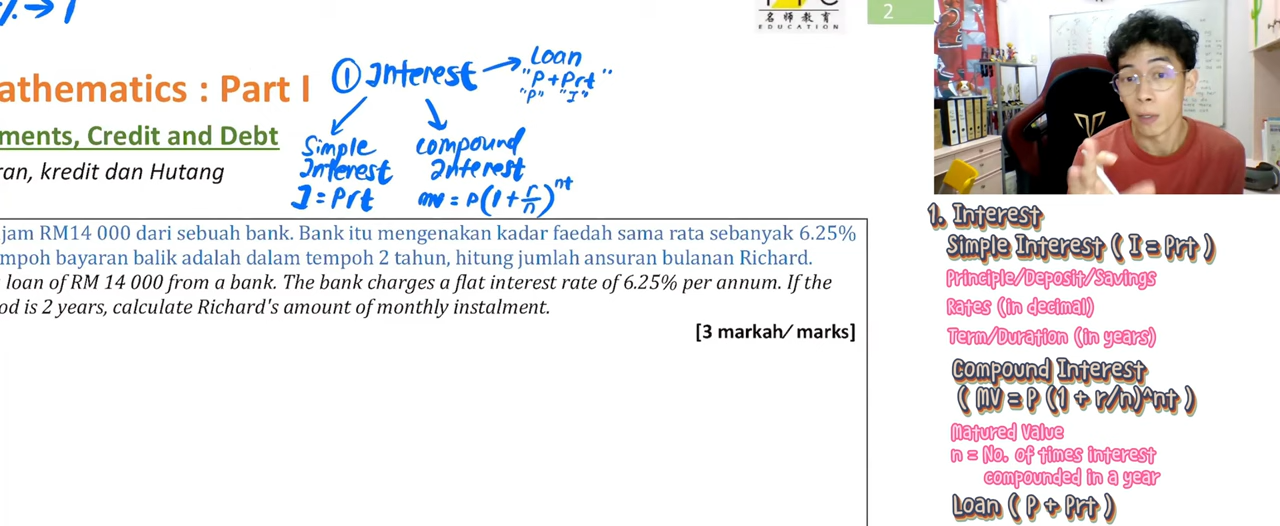 % → 1
名师教育
EDUCATION
2
① Interest → Loan
"P + Prt"
"P" "I"
athematics : Part I
ments, Credit and Debt
ran, kredit dan Hutang
Simple
Interest
I = Prt
Compound
Interest
MV = P(1 + r/n)^nt
jam RM14 000 dari sebuah bank. Bank itu mengenakan kadar faedah sama rata sebanyak 6.25%
mpoh bayaran balik adalah dalam tempoh 2 tahun, hitung jumlah ansuran bulanan Richard.
loan of RM 14 000 from a bank. The bank charges a flat interest rate of 6.25% per annum. If the
od is 2 years, calculate Richard's amount of monthly instalment.
[3 markah/ marks]
1. Interest
Simple Interest ( I = Prt )
Principle/Deposit/Savings
Rates (in decimal)
Term/Duration (in years)
Compound Interest
( MV = P (1 + r/n)^nt )
Matured Value
n = No. of times interest
compounded in a year
Loan ( P + Prt )